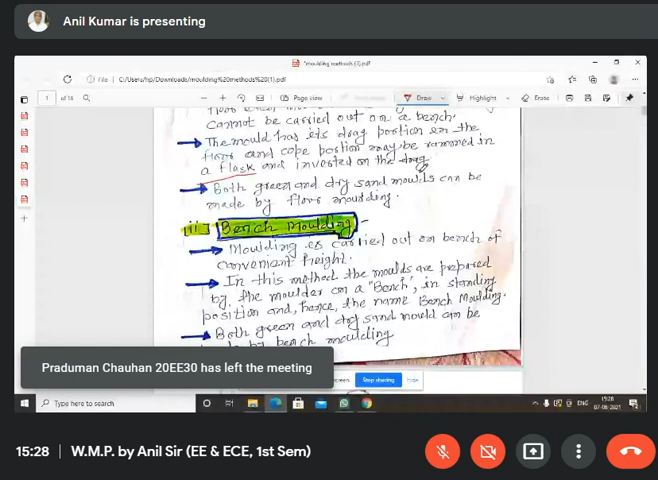 Anil Kumar is presenting
"moulding methods (1).pdf
File
C:/Users/hp/Downloads/moulding%20methods%20(1).pdf
1 of 16
Page view
Draw
Highlight
Erase
cannot be carried out on a bench.
The mould has its drag portion in the
floor and cope portion may be rammed in
a flask and inverted on the drag
Both green and dry sand moulds can be
made by floor moulding.
[ii] Bench Moulding -
Moulding is carried out on bench of
convenient height.
In this method the moulds are prepared
by the moulder on a "Bench", in standing
position and, hence, the name Bench Moulding.
Both green and dry sand mould can be
by bench moulding
Praduman Chauhan 20EE30 has left the meeting
screen.
Stop sharing
Hide
Type here to search
ENG
15:28
07-06-2021
15:28 | W.M.P. by Anil Sir (EE & ECE, 1st Sem)